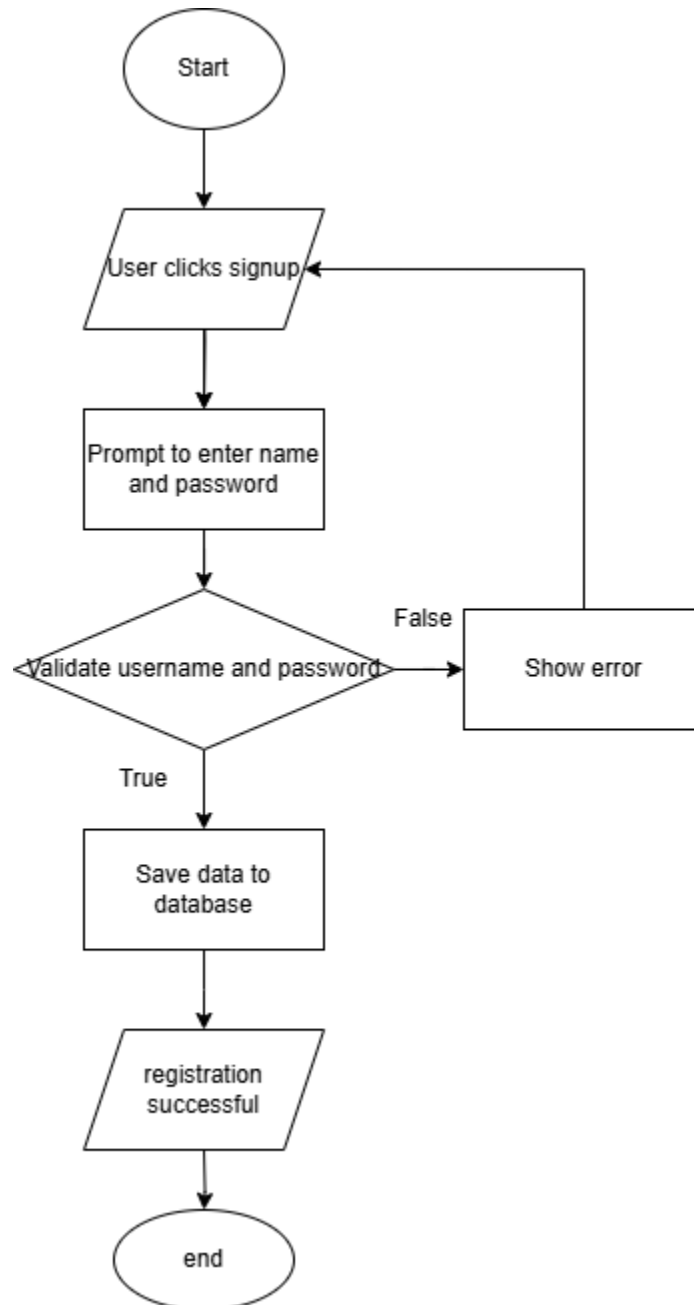 Start
User clicks signup
Prompt to enter name
and password
False
Validate username and password
Show error
True
Save data to
database
registration
successful
end